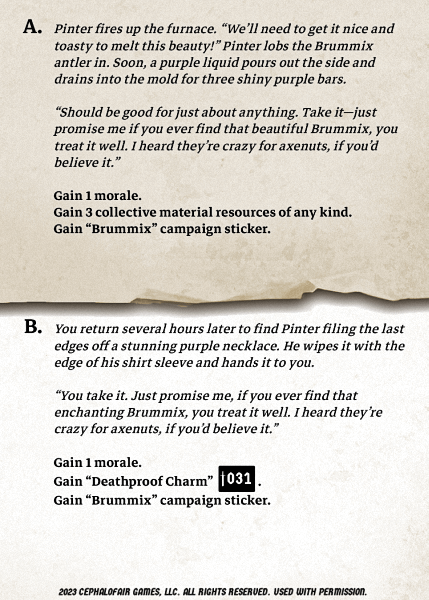 A. Pinter fires up the furnace. “We’ll need to get it nice and
toasty to melt this beauty!” Pinter lobs the Brummix
antler in. Soon, a purple liquid pours out the side and
drains into the mold for three shiny purple bars.
“Should be good for just about anything. Take it—just
promise me if you ever find that beautiful Brummix, you
treat it well. I heard they’re crazy for axenuts, if you’d
believe it.”
Gain 1 morale.
Gain 3 collective material resources of any kind.
Gain “Brummix” campaign sticker.
B. You return several hours later to find Pinter filing the last
edges off a stunning purple necklace. He wipes it with the
edge of his shirt sleeve and hands it to you.
“You take it. Just promise me, if you ever find that
enchanting Brummix, you treat it well. I heard they’re
crazy for axenuts, if you’d believe it.”
Gain 1 morale.
Gain “Deathproof Charm” 031 .
Gain “Brummix” campaign sticker.
2023 CEPHALOFAIR GAMES, LLC. ALL RIGHTS RESERVED. USED WITH PERMISSION.